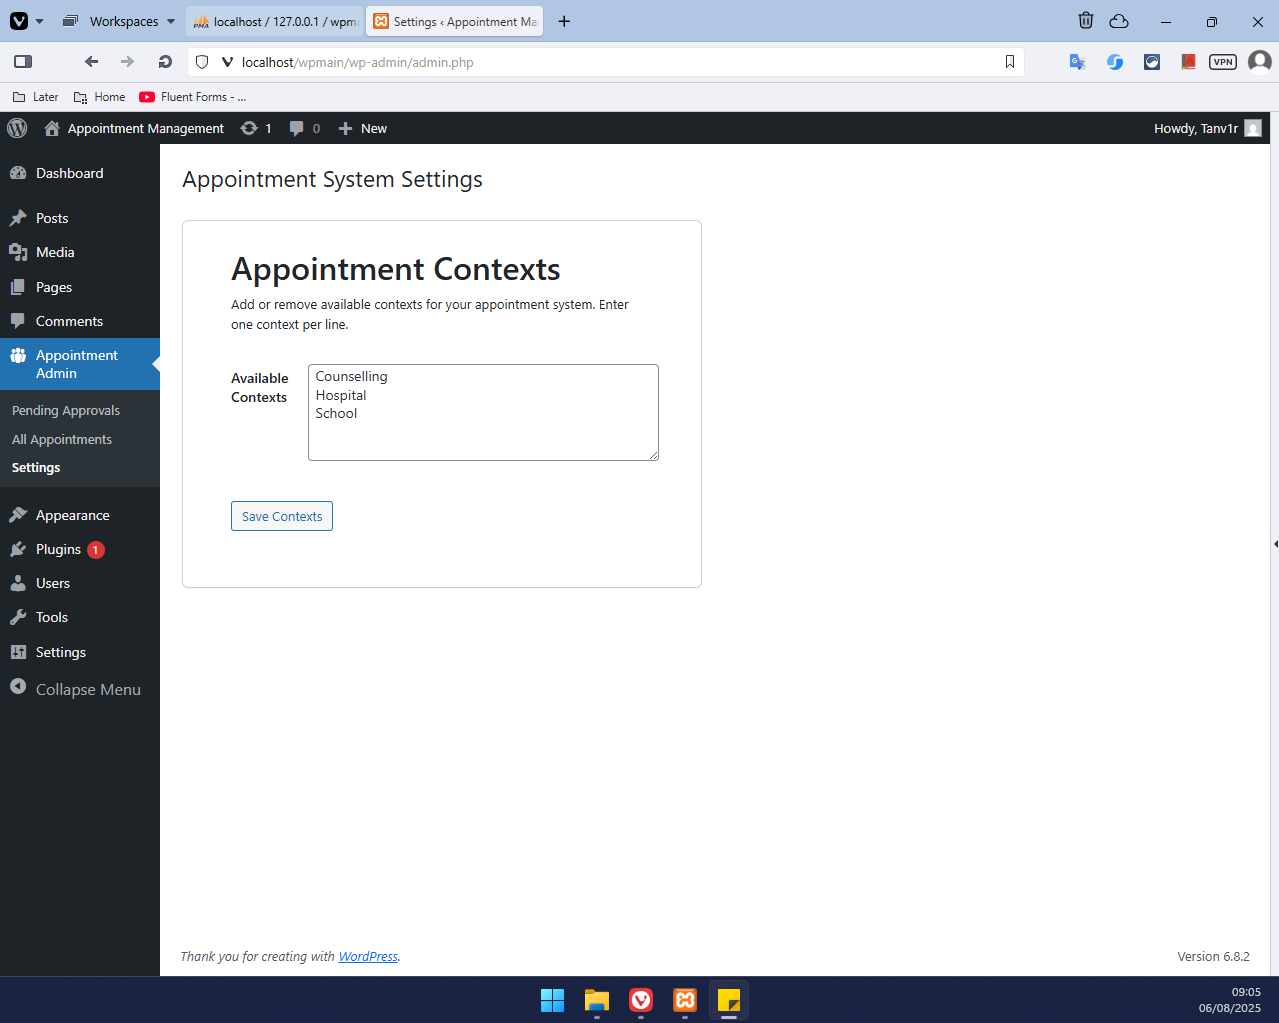 Workspaces
localhost / 127.0.0.1 / wpm
Settings ‹ Appointment Ma
localhost/wpmain/wp-admin/admin.php
VPN
Later
Home
Fluent Forms - ...
Appointment Management
1
0
New
Howdy, Tanv1r
Dashboard
Posts
Media
Pages
Comments
Appointment
Admin
Pending Approvals
All Appointments
Settings
Appearance
Plugins 1
Users
Tools
Settings
Collapse Menu
Appointment System Settings
Appointment Contexts
Add or remove available contexts for your appointment system. Enter
one context per line.
Available
Contexts
Counselling
Hospital
School
Save Contexts
Thank you for creating with WordPress.
Version 6.8.2
09:05
06/08/2025